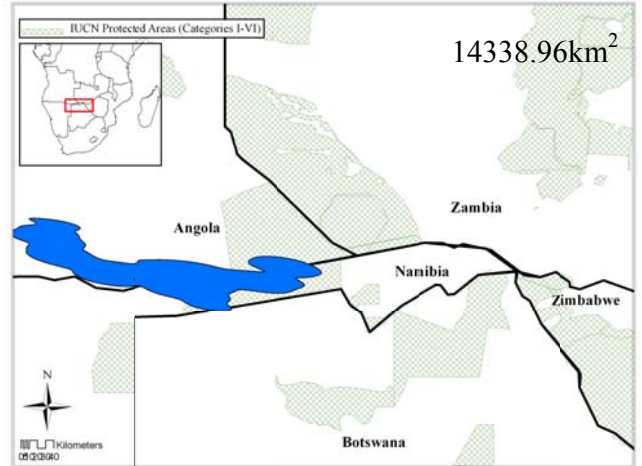 IUCN Protected Areas (Categories I-VI)
14338.96km²
Zambia
Angola
Namibia
Zimbabwe
N
Kilometers
Botswana